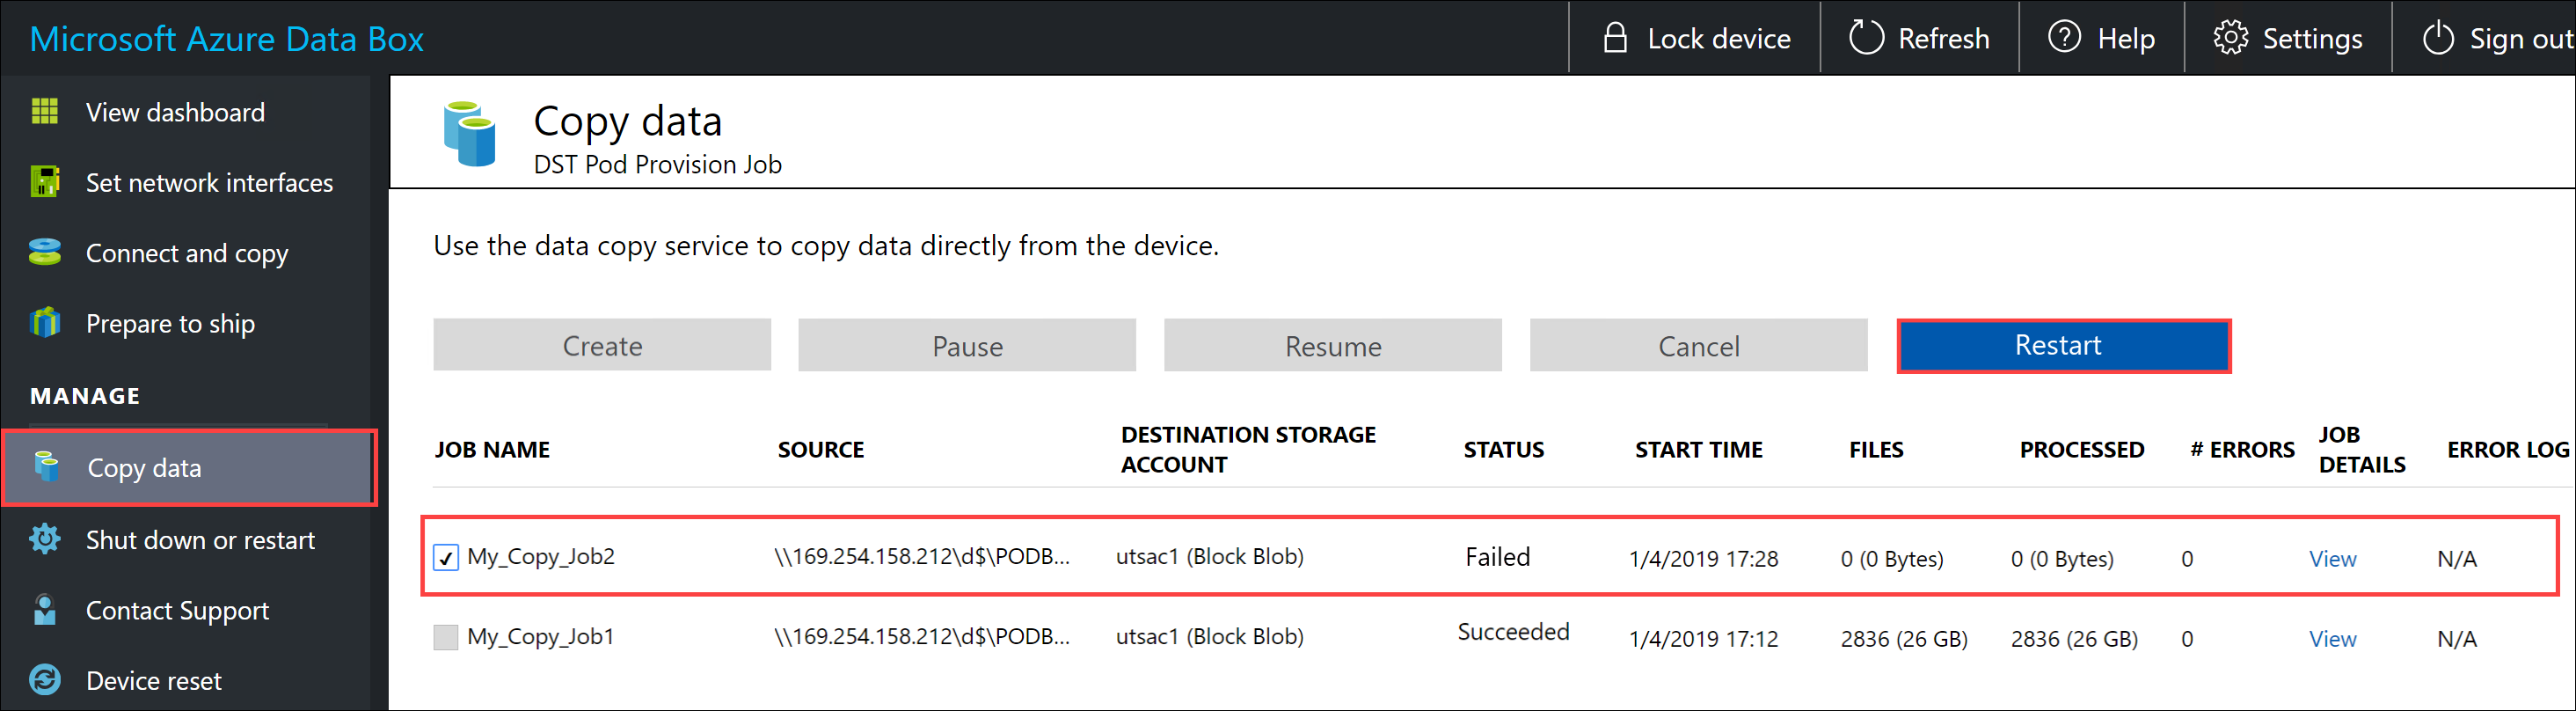 Microsoft Azure Data Box
Lock device
Refresh
Help
Settings
Sign out
View dashboard
Set network interfaces
Connect and copy
Prepare to ship
MANAGE
Copy data
Shut down or restart
Contact Support
Device reset
Copy data
DST Pod Provision Job
Use the data copy service to copy data directly from the device.
Create Pause Resume Cancel Restart
JOB NAME SOURCE DESTINATION STORAGE ACCOUNT STATUS START TIME FILES PROCESSED # ERRORS JOB DETAILS ERROR LOG
My_Copy_Job2 \\169.254.158.212\d$\PODB... utsac1 (Block Blob) Failed 1/4/2019 17:28 0 (0 Bytes) 0 (0 Bytes) 0 View N/A
My_Copy_Job1 \\169.254.158.212\d$\PODB... utsac1 (Block Blob) Succeeded 1/4/2019 17:12 2836 (26 GB) 2836 (26 GB) 0 View N/A